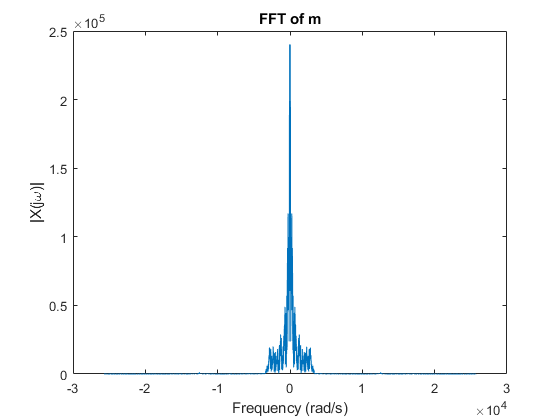 FFT of m
×10⁵
2.5
2
1.5
1
0.5
0
|X(jω)|
-3 -2 -1 0 1 2 3
×10⁴
Frequency (rad/s)